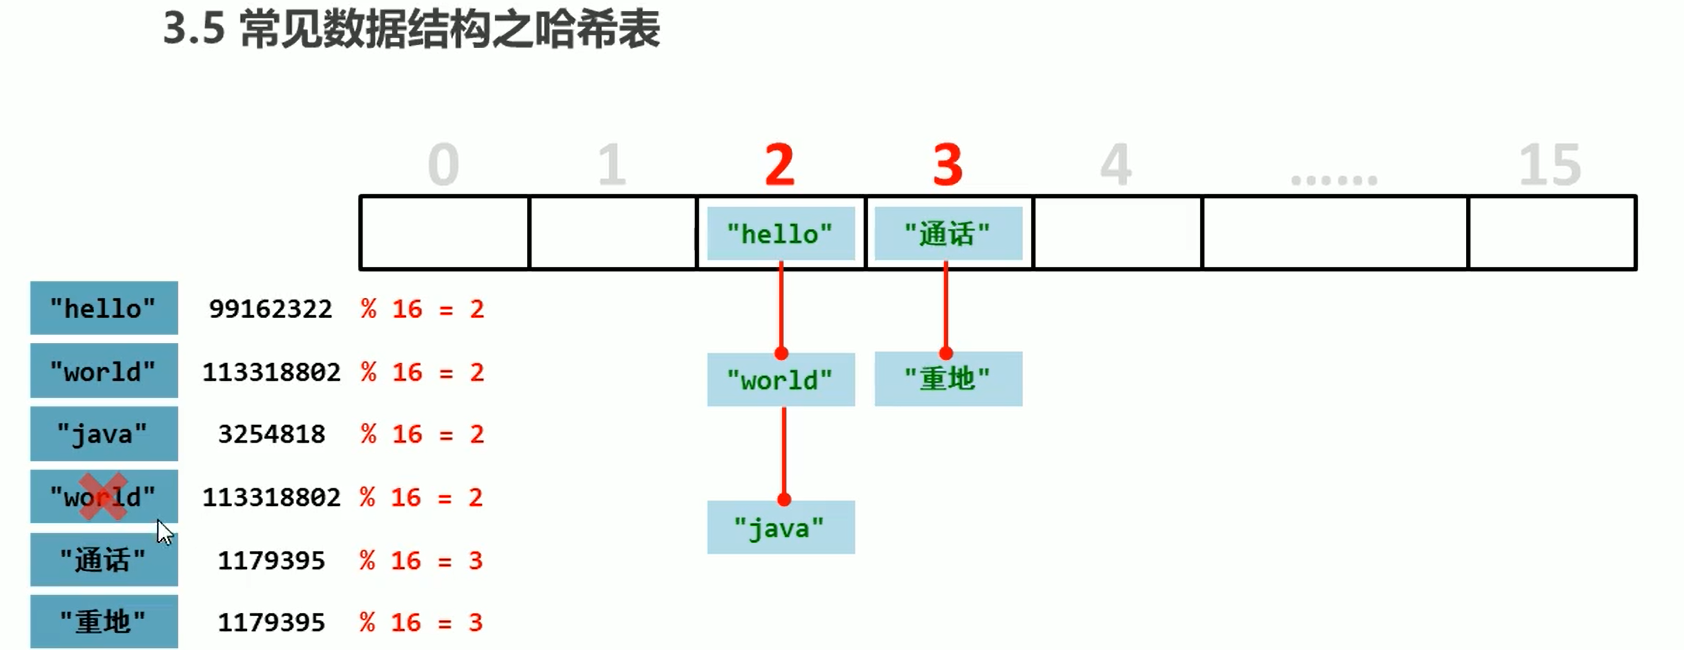 3.5 常见数据结构之哈希表
0 1 2 3 4 …… 15
"hello" "通话"
"hello" 99162322 % 16 = 2
"world" 113318802 % 16 = 2
"world" "重地"
"java" 3254818 % 16 = 2
"world" 113318802 % 16 = 2
"java"
"通话" 1179395 % 16 = 3
"重地" 1179395 % 16 = 3